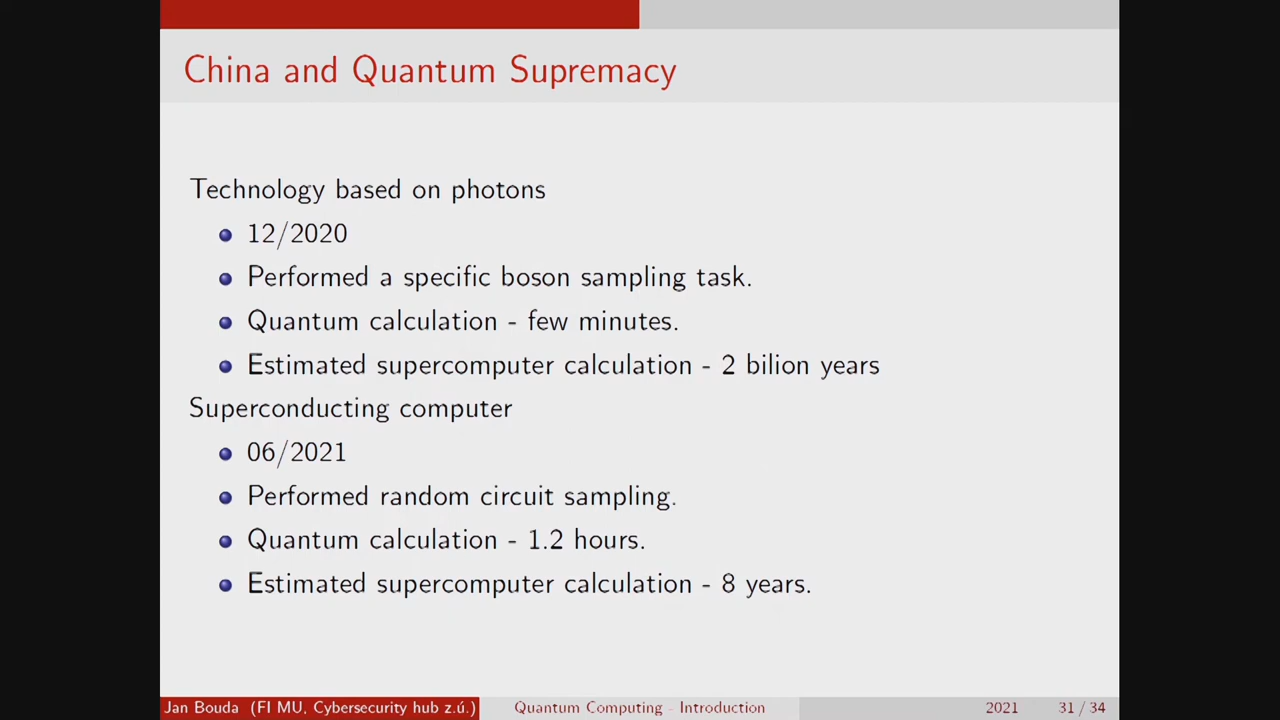 China and Quantum Supremacy
Technology based on photons
12/2020
Performed a specific boson sampling task.
Quantum calculation - few minutes.
Estimated supercomputer calculation - 2 bilion years
Superconducting computer
06/2021
Performed random circuit sampling.
Quantum calculation - 1.2 hours.
Estimated supercomputer calculation - 8 years.
Jan Bouda (FI MU, Cybersecurity hub z.ú.) Quantum Computing - Introduction 2021 31 / 34